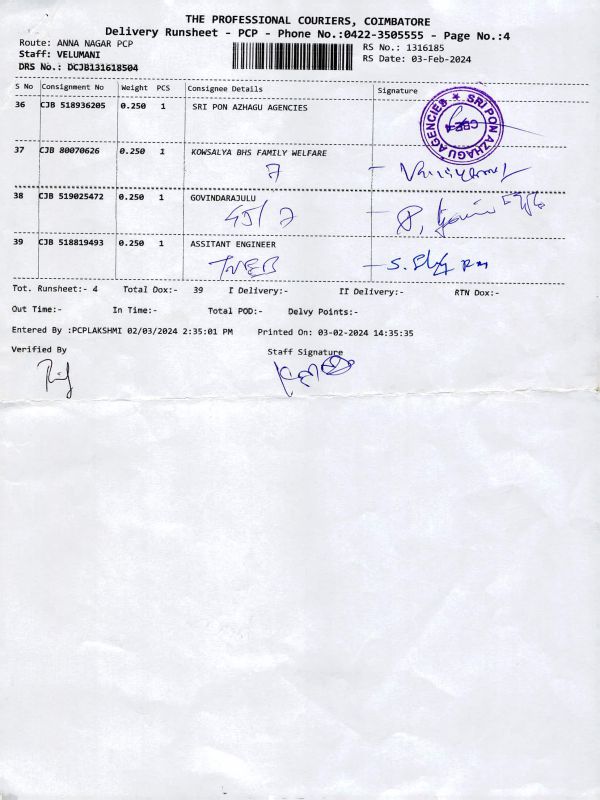 THE PROFESSIONAL COURIERS, COIMBATORE
Delivery Runsheet - PCP - Phone No.:0422-3505555 - Page No.:4
Route: ANNA NAGAR PCP
RS No.: 1316185
Staff: VELUMANI
RS Date: 03-Feb-2024
DRS No.: DCJB131618504
S No Consignment No Weight PCS Consignee Details Signature
36 CJB 518936205 0.250 1 SRI PON AZHAGU AGENCIES
SRI PON AZHAGU AGENCIES
CBE-4
37 CJB 80070626 0.250 1 KOWSALYA BHS FAMILY WELFARE
7
38 CJB 519025472 0.250 1 GOVINDARAJULU
45/7
39 CJB 518819493 0.250 1 ASSITANT ENGINEER
TNEB
Tot. Runsheet:- 4 Total Dox:- 39 I Delivery:- II Delivery:- RTN Dox:-
Out Time:- In Time:- Total POD:- Delvy Points:-
Entered By :PCPLAKSHMI 02/03/2024 2:35:01 PM Printed On: 03-02-2024 14:35:35
Verified By Staff Signature